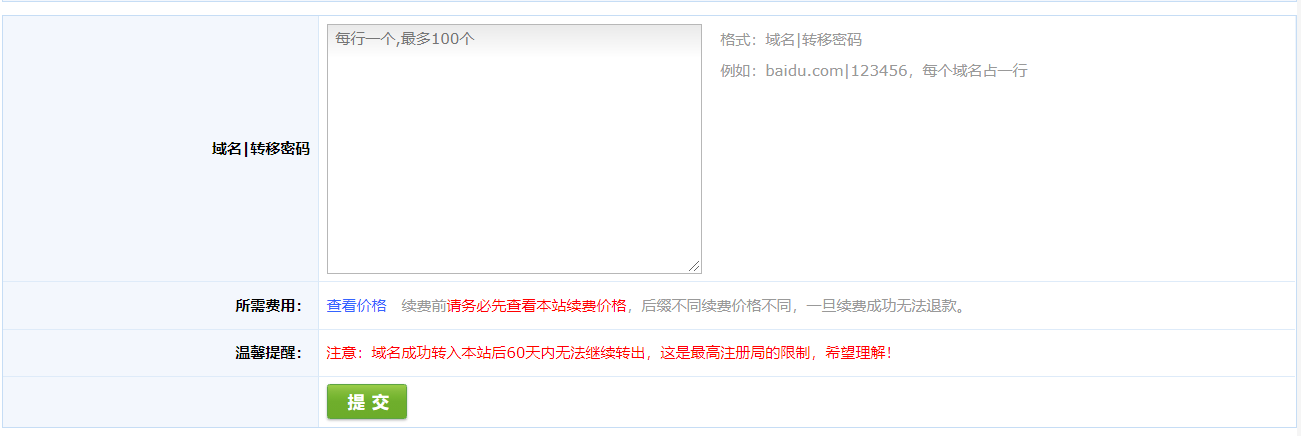 每行一个,最多100个
格式：域名|转移密码
例如：baidu.com|123456，每个域名占一行
域名|转移密码
所需费用：
查看价格 续费前请务必先查看本站续费价格，后缀不同续费价格不同，一旦续费成功无法退款。
温馨提醒：
注意：域名成功转入本站后60天内无法继续转出，这是最高注册局的限制，希望理解！
提 交